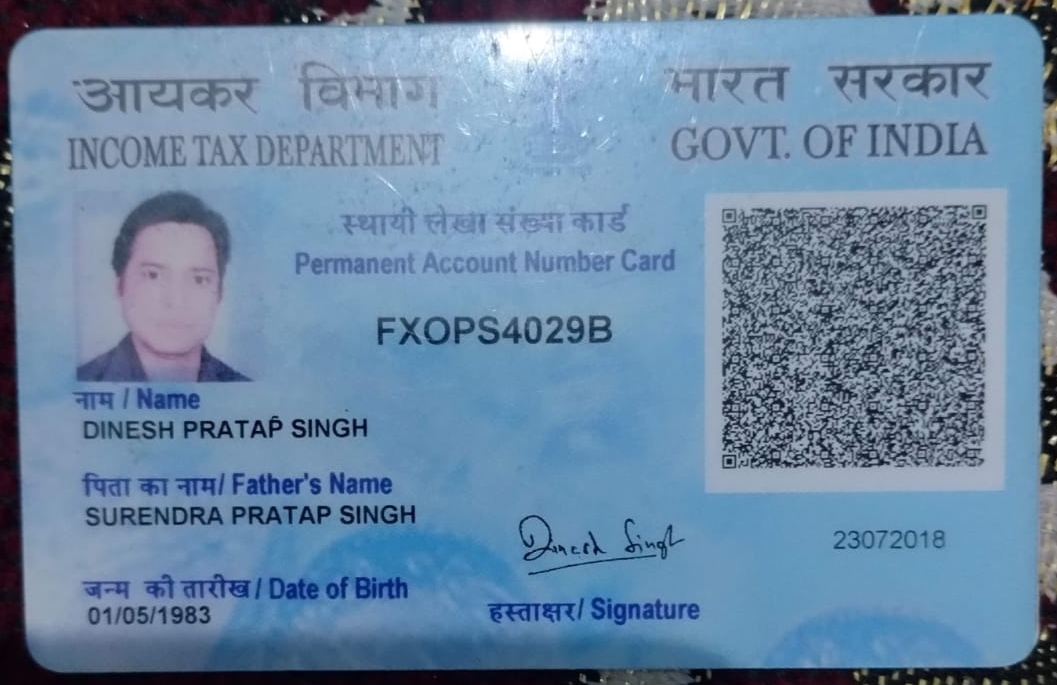 आयकर विभाग
INCOME TAX DEPARTMENT
भारत सरकार
GOVT. OF INDIA
स्थायी लेखा संख्या कार्ड
Permanent Account Number Card
FXOPS4029B
नाम / Name
DINESH PRATAP SINGH
पिता का नाम/ Father's Name
SURENDRA PRATAP SINGH
जन्म की तारीख / Date of Birth
01/05/1983
Dinesh Singh
हस्ताक्षर/ Signature
23072018